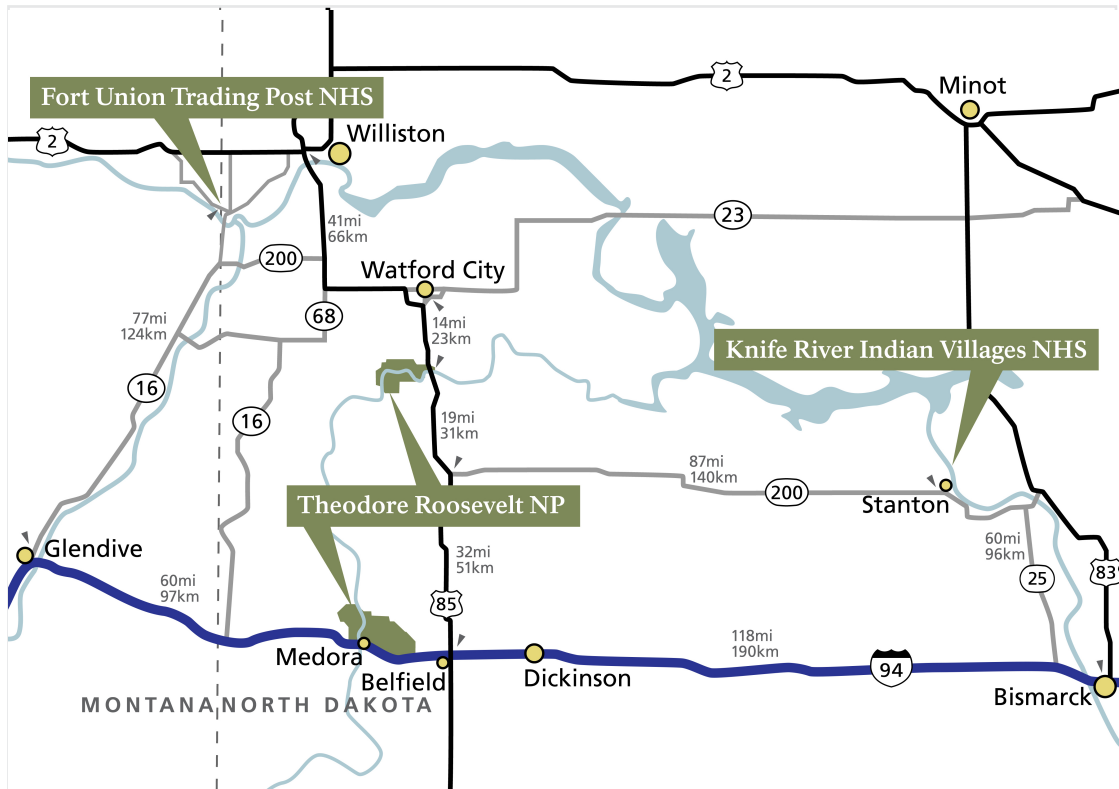 2
Minot
Fort Union Trading Post NHS
2
Williston
23
41mi
66km
200
Watford City
68
14mi
23km
77mi
124km
Knife River Indian Villages NHS
16
16
19mi
31km
87mi
140km
200
Stanton
Theodore Roosevelt NP
Glendive
32mi
51km
60mi
96km
60mi
97km
25
83
85
118mi
190km
Medora
94
Belfield
Dickinson
Bismarck
MONTANA
NORTH DAKOTA